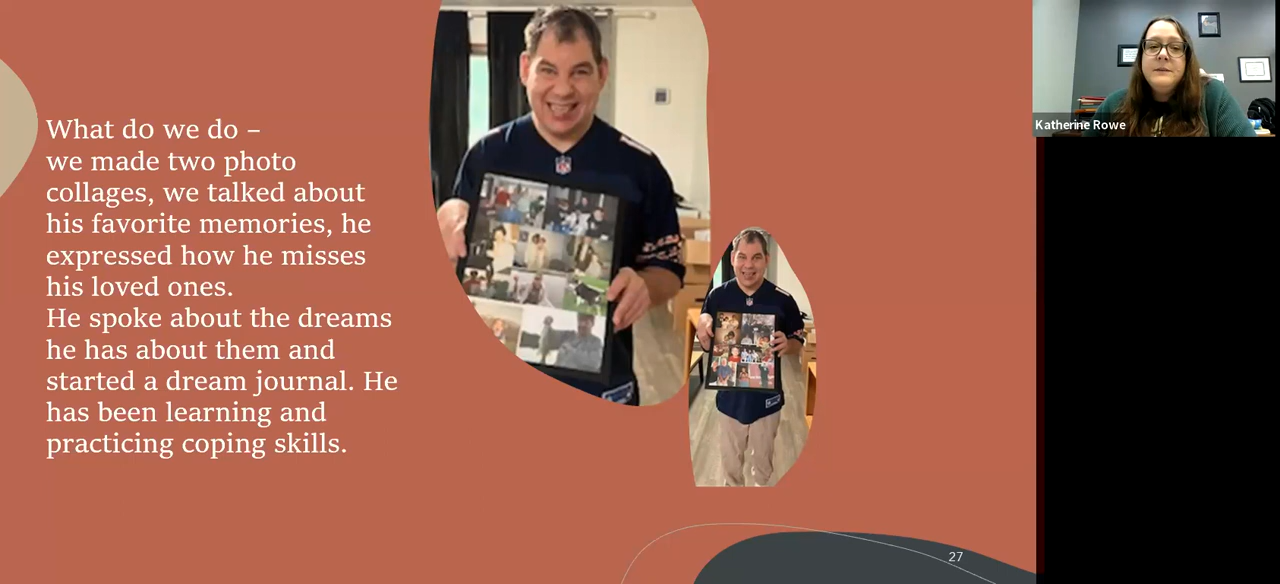 What do we do –
we made two photo
collages, we talked about
his favorite memories, he
expressed how he misses
his loved ones.
He spoke about the dreams
he has about them and
started a dream journal. He
has been learning and
practicing coping skills.
Katherine Rowe
27